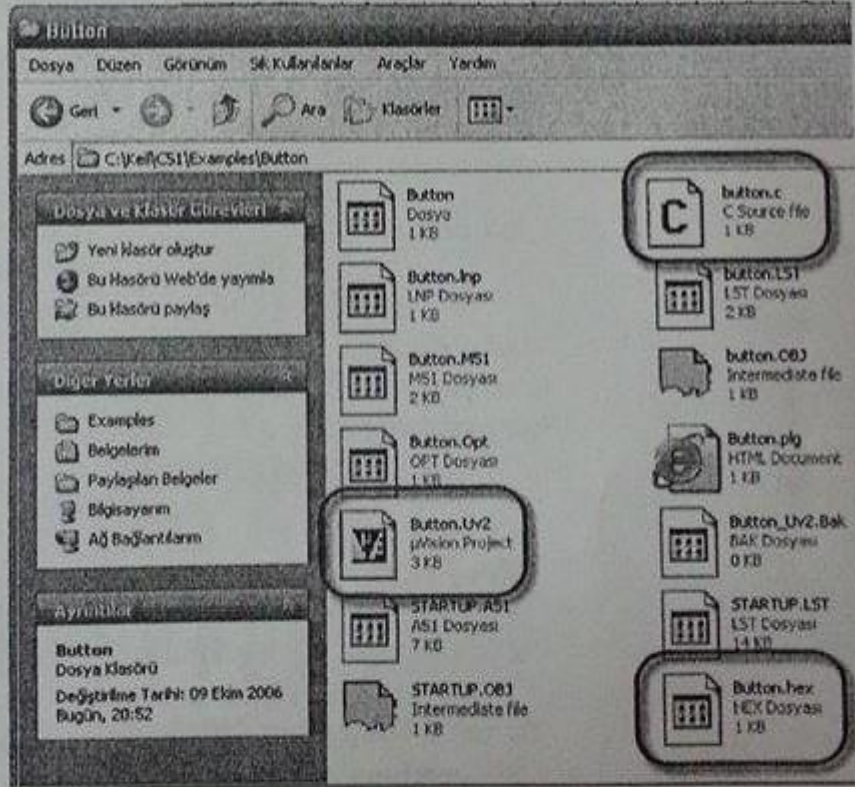 Button
Dosya Düzen Görünüm Sık Kullanılanlar Araçlar Yardım
Geri Ara Klasörler
Adres C:\Keil\C51\Examples\Button
Dosya ve Klasör Görevleri
Yeni klasör oluştur
Bu klasörü Web'de yayımla
Bu klasörü paylaş
Diğer Yerler
Examples
Belgelerim
Paylaşılan Belgeler
Bilgisayarım
Ağ Bağlantılarım
Ayrıntılar
Button
Dosya Klasörü
Değiştirilme Tarihi: 09 Ekim 2006
Bugün, 20:52
Button
Dosya
1 KB
button.c
C Source file
1 KB
Button.lnp
LNP Dosyası
1 KB
button.LST
LST Dosyası
2 KB
Button.M51
M51 Dosyası
2 KB
button.OBJ
Intermediate file
1 KB
Button.Opt
OPT Dosyası
1 KB
Button.plg
HTML Document
1 KB
Button.Uv2
µVision Project
3 KB
Button_Uv2.Bak
BAK Dosyası
0 KB
STARTUP.A51
A51 Dosyası
7 KB
STARTUP.LST
LST Dosyası
14 KB
STARTUP.OBJ
Intermediate file
1 KB
Button.hex
HEX Dosyası
1 KB